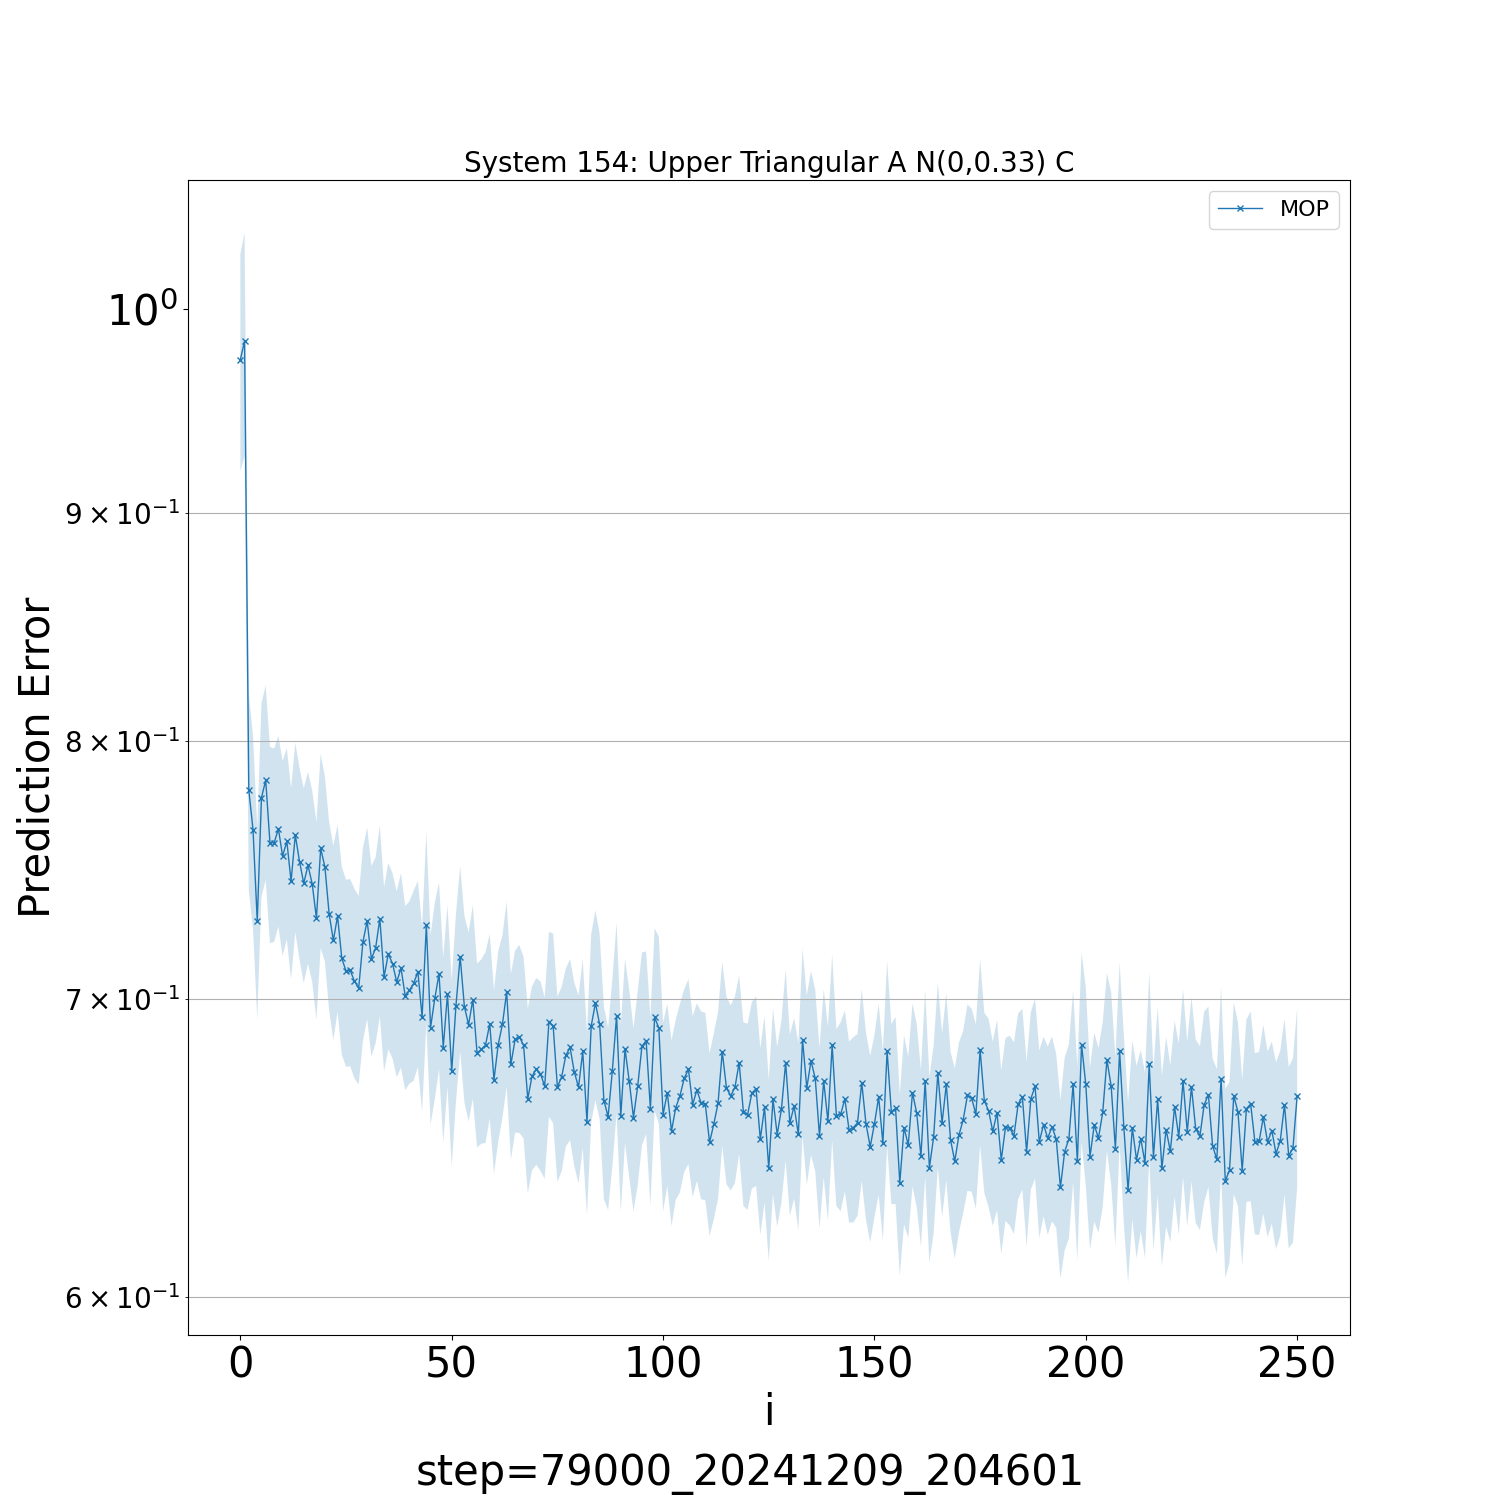 System 154: Upper Triangular A N(0,0.33) C
MOP
10⁰
9 × 10⁻¹
8 × 10⁻¹
7 × 10⁻¹
6 × 10⁻¹
Prediction Error
0 50 100 150 200 250
i
step=79000_20241209_204601